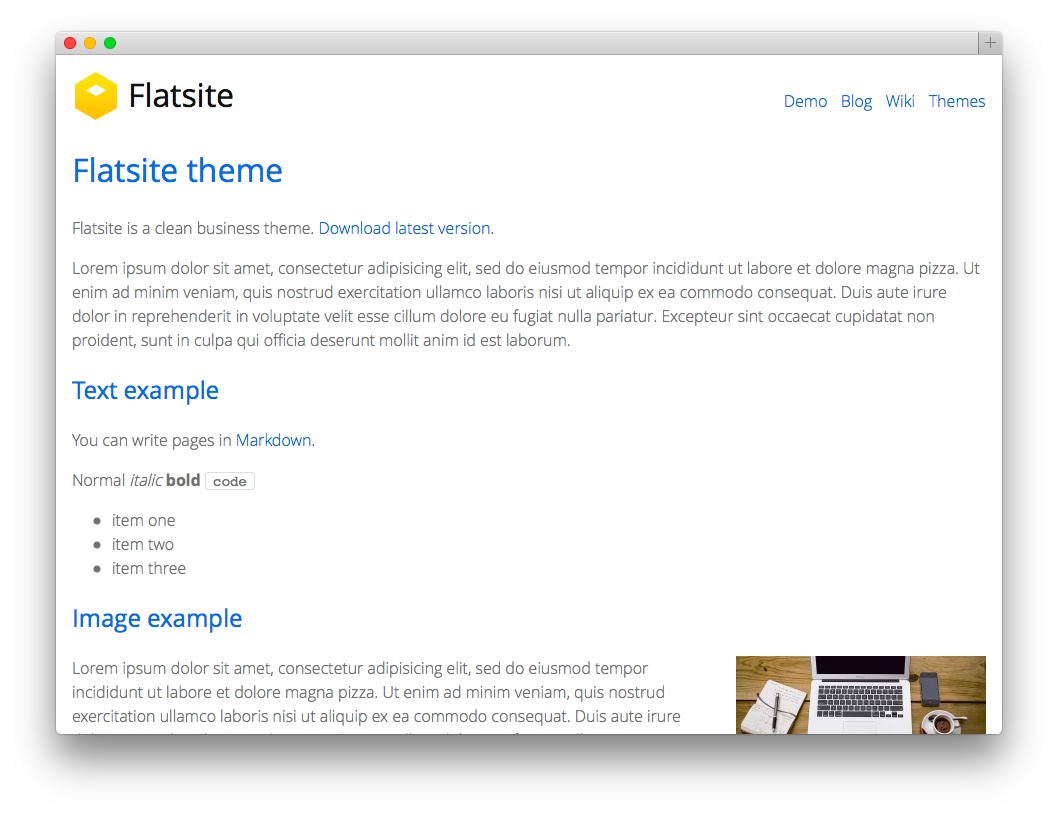 Flatsite
Demo Blog Wiki Themes
Flatsite theme
Flatsite is a clean business theme. Download latest version.
Lorem ipsum dolor sit amet, consectetur adipisicing elit, sed do eiusmod tempor incididunt ut labore et dolore magna pizza. Ut
enim ad minim veniam, quis nostrud exercitation ullamco laboris nisi ut aliquip ex ea commodo consequat. Duis aute irure
dolor in reprehenderit in voluptate velit esse cillum dolore eu fugiat nulla pariatur. Excepteur sint occaecat cupidatat non
proident, sunt in culpa qui officia deserunt mollit anim id est laborum.
Text example
You can write pages in Markdown.
Normal italic bold code
item one
item two
item three
Image example
Lorem ipsum dolor sit amet, consectetur adipisicing elit, sed do eiusmod tempor
incididunt ut labore et dolore magna pizza. Ut enim ad minim veniam, quis nostrud
exercitation ullamco laboris nisi ut aliquip ex ea commodo consequat. Duis aute irure